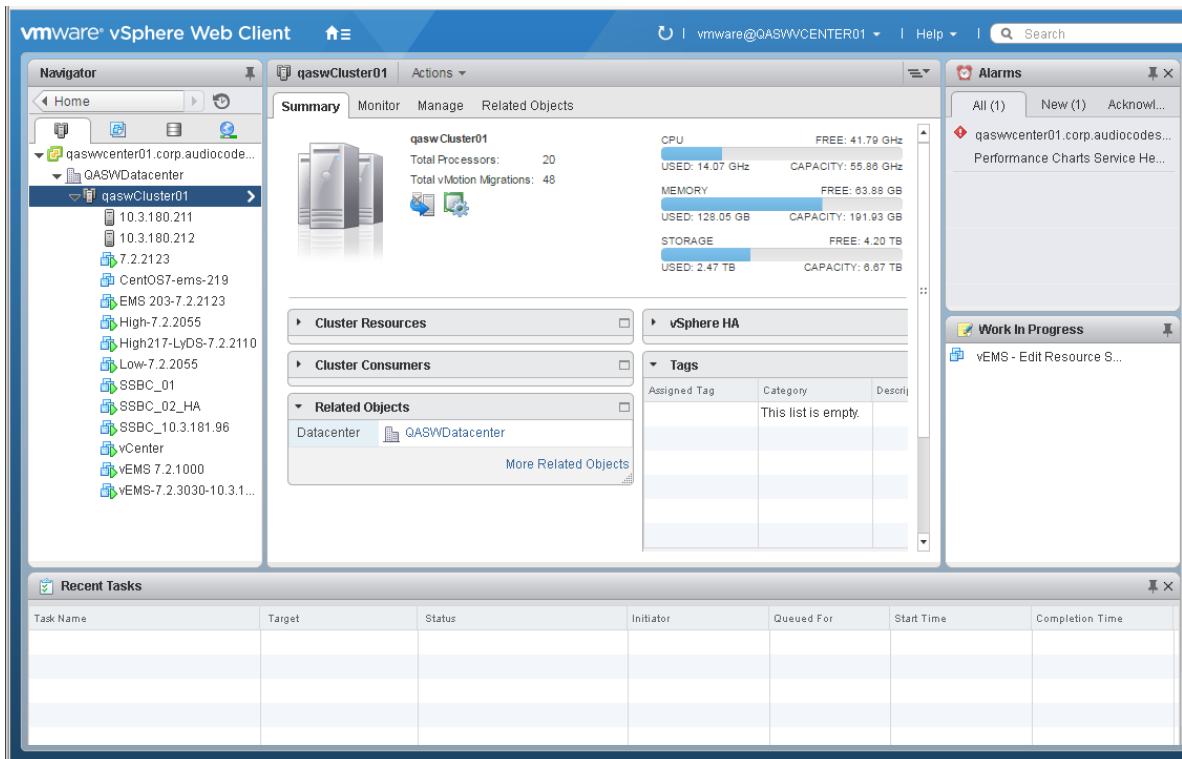 vmware® vSphere Web Client
vmware@QASWVCENTER01
Help
Search
Navigator
Home
qaswvcenter01.corp.audiocode...
QASWDatacenter
qaswCluster01
10.3.180.211
10.3.180.212
7.2.2123
CentOS7-ems-219
EMS 203-7.2.2123
High-7.2.2055
High217-LyDS-7.2.2110
Low-7.2.2055
SSBC_01
SSBC_02_HA
SSBC_10.3.181.96
vCenter
vEMS 7.2.1000
vEMS-7.2.3030-10.3.1...
qaswCluster01 Actions
Summary Monitor Manage Related Objects
qaswCluster01
Total Processors: 20
Total vMotion Migrations: 48
CPU FREE: 41.79 GHz
USED: 14.07 GHz CAPACITY: 55.86 GHz
MEMORY FREE: 63.88 GB
USED: 128.05 GB CAPACITY: 191.93 GB
STORAGE FREE: 4.20 TB
USED: 2.47 TB CAPACITY: 6.67 TB
Cluster Resources
Cluster Consumers
Related Objects
Datacenter QASWDatacenter
More Related Objects
vSphere HA
Tags
Assigned Tag Category Descrip
This list is empty.
Alarms
All (1) New (1) Acknowl...
qaswvcenter01.corp.audiocodes...
Performance Charts Service He...
Work In Progress
vEMS - Edit Resource S...
Recent Tasks
Task Name Target Status Initiator Queued For Start Time Completion Time